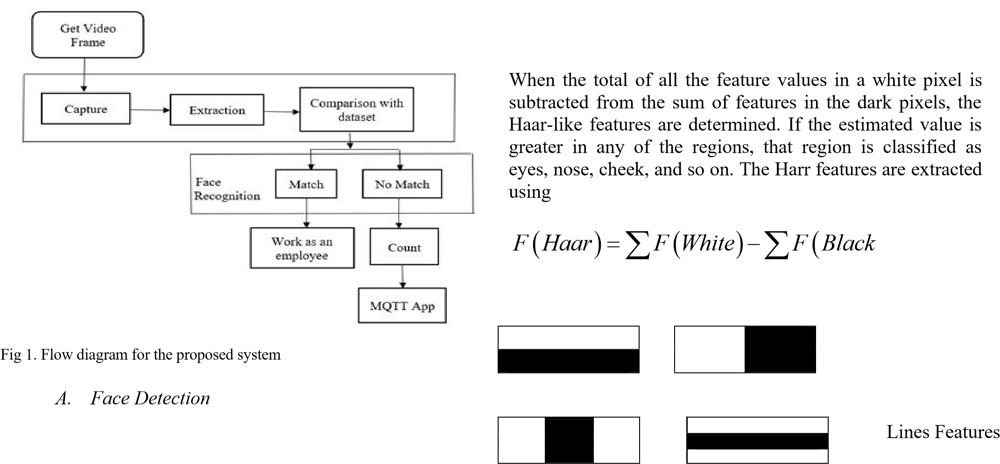 Get Video
Frame
Capture
Extraction
Comparison with
dataset
Face
Recognition
Match
No Match
Work as an
employee
Count
MQTT App
Fig 1. Flow diagram for the proposed system
A. Face Detection
When the total of all the feature values in a white pixel is
subtracted from the sum of features in the dark pixels, the
Haar-like features are determined. If the estimated value is
greater in any of the regions, that region is classified as
eyes, nose, cheek, and so on. The Harr features are extracted
using
F(Haar)=∑F(White)−∑F(Black
Lines Features